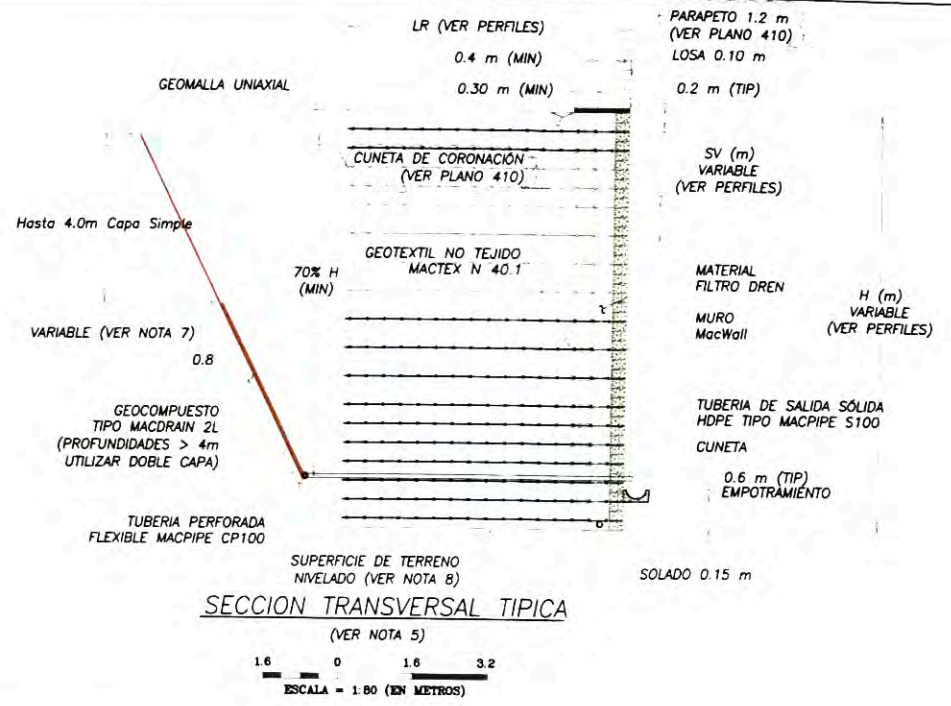 LR (VER PERFILES)
PARAPETO 1.2 m
(VER PLANO 410)
0.4 m (MIN)
LOSA 0.10 m
GEOMALLA UNIAXIAL
0.30 m (MIN)
0.2 m (TIP)
CUNETA DE CORONACIÓN
(VER PLANO 410)
SV (m)
VARIABLE
(VER PERFILES)
Hasta 4.0m Capa Simple
GEOTEXTIL NO TEJIDO
MACTEX N 40.1
70% H
(MIN)
MATERIAL
FILTRO DREN
H (m)
VARIABLE
(VER PERFILES)
MURO
MacWall
VARIABLE (VER NOTA 7)
0.8
GEOCOMPUESTO
TIPO MACDRAIN 2L
(PROFUNDIDADES > 4m
UTILIZAR DOBLE CAPA)
TUBERIA DE SALIDA SÓLIDA
HDPE TIPO MACPIPE S100
CUNETA
0.6 m (TIP)
EMPOTRAMIENTO
TUBERIA PERFORADA
FLEXIBLE MACPIPE CP100
SUPERFICIE DE TERRENO
NIVELADO (VER NOTA 8)
SOLADO 0.15 m
SECCION TRANSVERSAL TIPICA
(VER NOTA 5)
1.6 0 1.6 3.2
ESCALA = 1:80 (EN METROS)